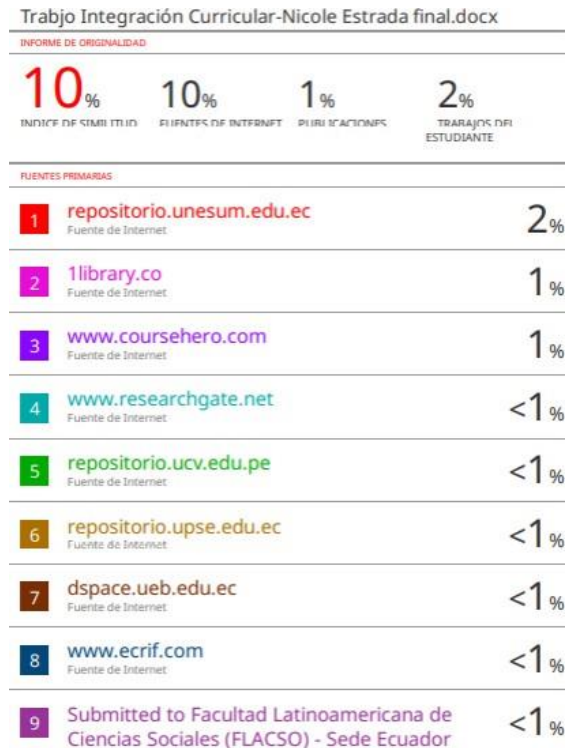 Trabjo Integración Curricular-Nicole Estrada final.docx
INFORME DE ORIGINALIDAD
10% 10% 1% 2%
INDICE DE SIMILITUD FUENTES DE INTERNET PUBLICACIONES TRABAJOS DEL
ESTUDIANTE
FUENTES PRIMARIAS
1 repositorio.unesum.edu.ec 2%
Fuente de Internet
2 1library.co 1%
Fuente de Internet
3 www.coursehero.com 1%
Fuente de Internet
4 www.researchgate.net <1%
Fuente de Internet
5 repositorio.ucv.edu.pe <1%
Fuente de Internet
6 repositorio.upse.edu.ec <1%
Fuente de Internet
7 dspace.ueb.edu.ec <1%
Fuente de Internet
8 www.ecrif.com <1%
Fuente de Internet
9 Submitted to Facultad Latinoamericana de <1%
Ciencias Sociales (FLACSO) - Sede Ecuador